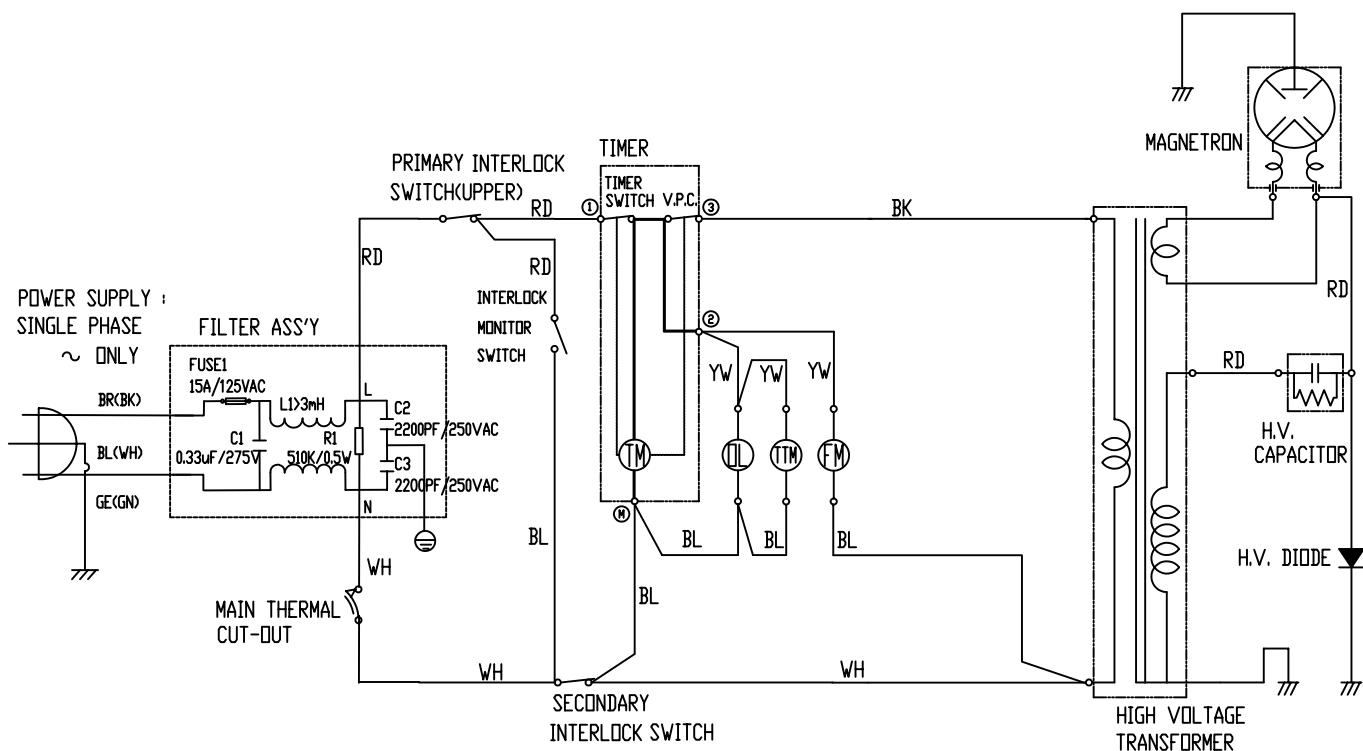 MAGNETRON
TIMER
PRIMARY INTERLOCK
SWITCH(UPPER)
TIMER
SWITCH V.P.C.
RD
1
3
BK
RD
RD
RD
POWER SUPPLY :
SINGLE PHASE
～ ONLY
FILTER ASS'Y
INTERLOCK
MONITOR
SWITCH
2
FUSE1
15A/125VAC
YW
YW
YW
RD
BR(BK)
L1>3mH
L
C2
2200PF/250VAC
H.V.
CAPACITOR
BL(WH)
C1
0.33uF/275V
R1
510K/0.5W
C3
2200PF/250VAC
TM
OL
TTM
FM
GE(GN)
N
M
BL
BL
BL
BL
H.V. DIODE
WH
MAIN THERMAL
CUT-OUT
BL
WH
WH
SECONDARY
INTERLOCK SWITCH
HIGH VOLTAGE
TRANSFORMER